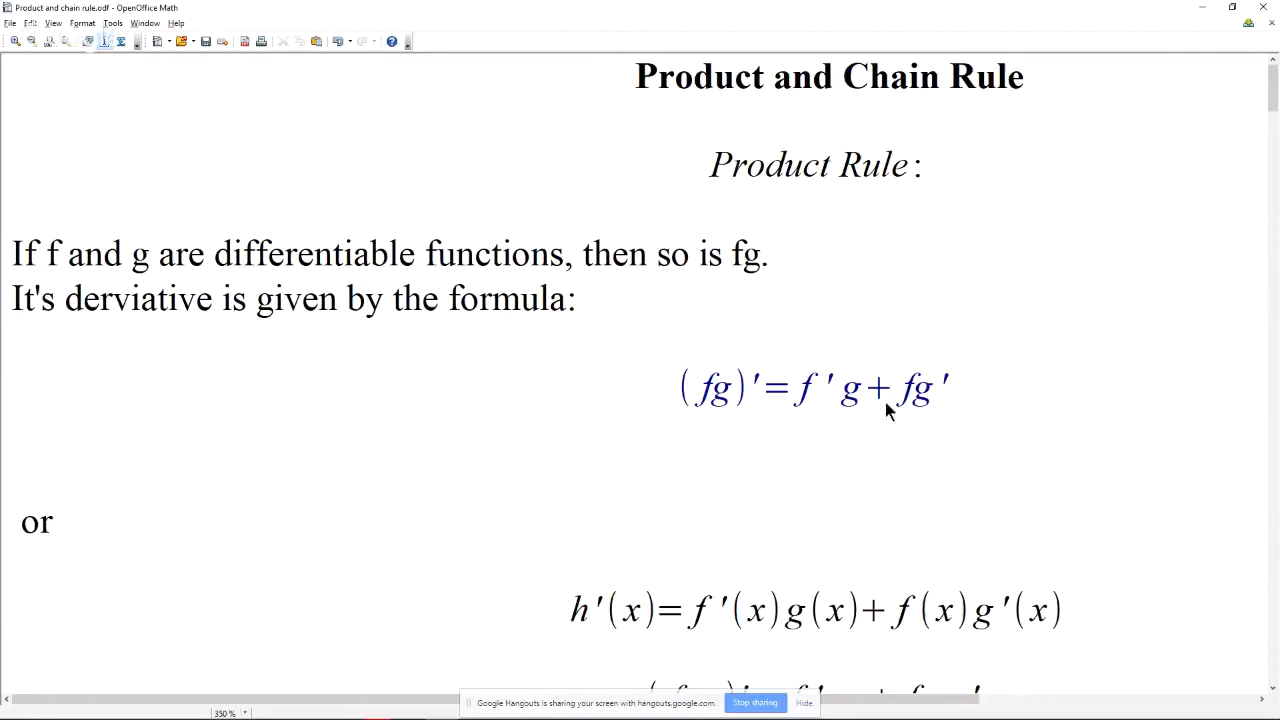 Product and chain rule.odf - OpenOffice Math
File Edit View Format Tools Window Help
Product and Chain Rule
Product Rule:
If f and g are differentiable functions, then so is fg.
It's derviative is given by the formula:
(fg)'=f'g+fg'
or
h'(x)=f'(x)g(x)+f(x)g'(x)
Google Hangouts is sharing your screen with hangouts.google.com. Stop sharing Hide
350 %